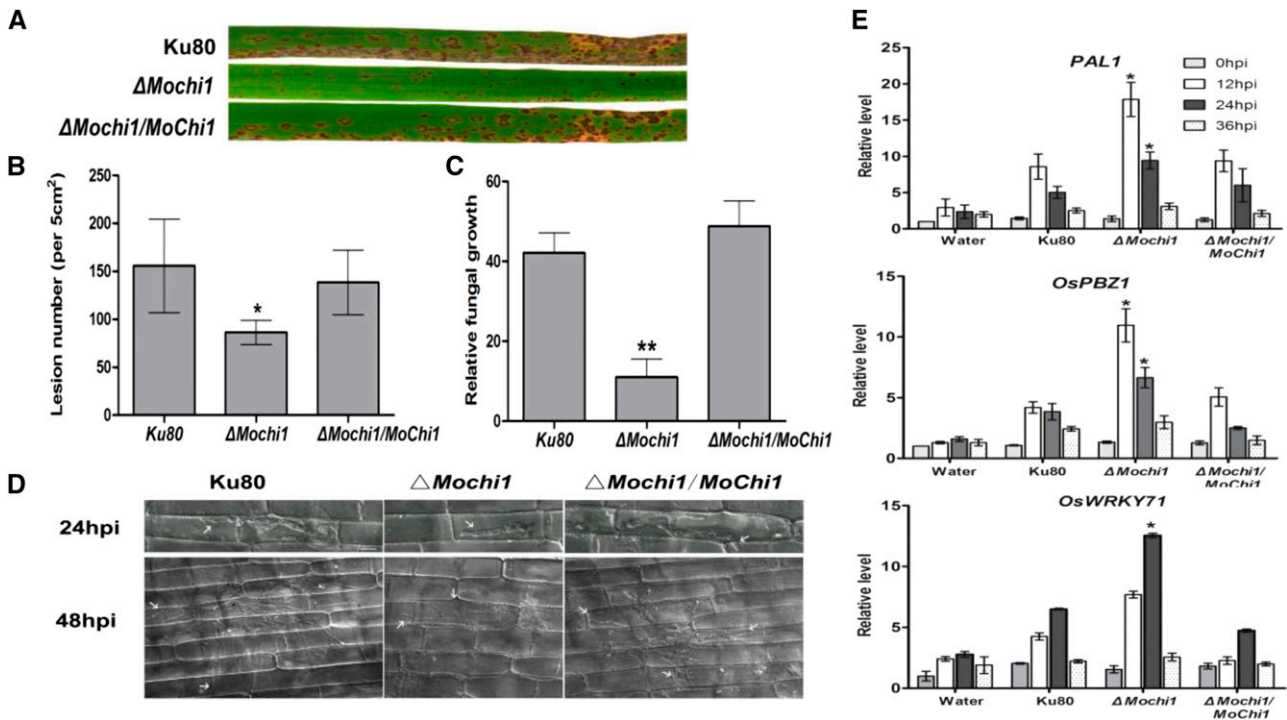 A
Ku80
ΔMochi1
ΔMochi1/MoChi1
B
Lesion number (per 5cm²)
250
200
150
100
50
0
*
Ku80
ΔMochi1
ΔMochi1/MoChi1
C
Relative fungal growth
60
40
20
0
**
Ku80
ΔMochi1
ΔMochi1/MoChi1
D
Ku80
△Mochi1
△Mochi1/MoChi1
24hpi
48hpi
E
PAL1
Relative level
25
20
15
10
5
0
*
*
0hpi
12hpi
24hpi
36hpi
Water
Ku80
ΔMochi1
ΔMochi1/
MoChi1
OsPBZ1
Relative level
15
10
5
0
*
*
Water
Ku80
ΔMochi1
ΔMochi1/
MoChi1
OsWRKY71
Relative level
15
10
5
0
*
Water
Ku80
ΔMochi1
ΔMochi1/
MoChi1